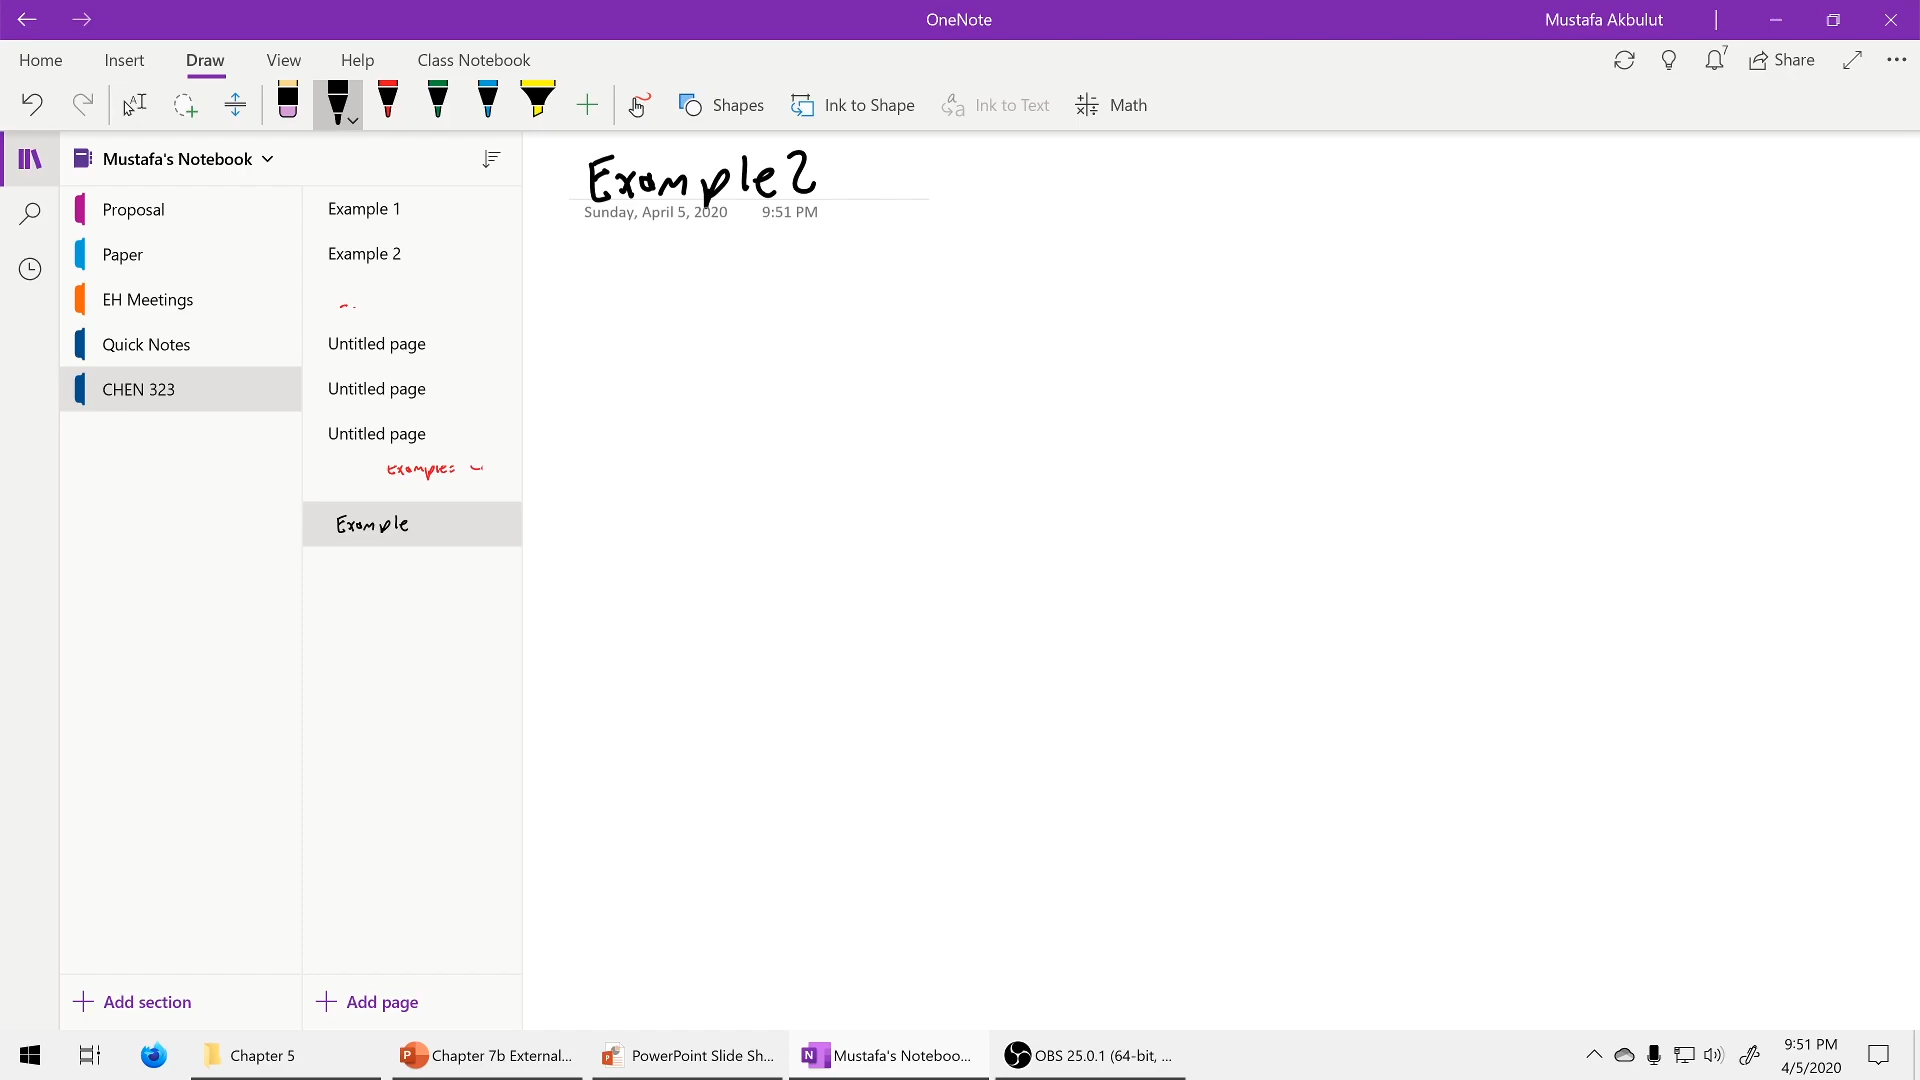 OneNote
Mustafa Akbulut
Home Insert Draw View Help Class Notebook
7
Share
Shapes
Ink to Shape
Ink to Text
Math
Mustafa's Notebook
Proposal
Paper
EH Meetings
Quick Notes
CHEN 323
Example 1
Example 2
Untitled page
Untitled page
Untitled page
Examples
Example
Example 2
Sunday, April 5, 2020 9:51 PM
Add section
Add page
Chapter 5
Chapter 7b External...
PowerPoint Slide Sh...
Mustafa's Noteboo...
OBS 25.0.1 (64-bit, ...
9:51 PM
4/5/2020